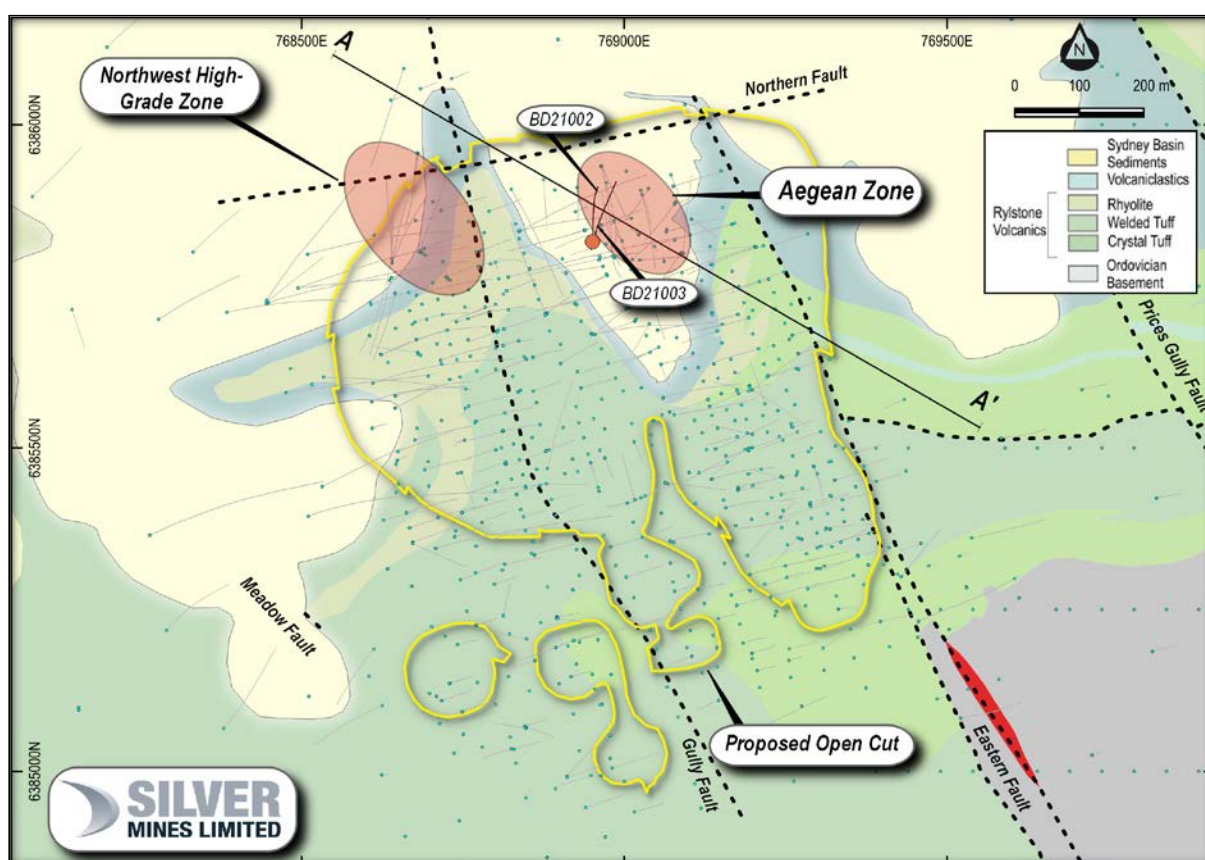 768500E
769000E
769500E
A
N
0 100 200 m
Northwest High-
Grade Zone
Northern Fault
BD21002
6386000N
Aegean Zone
BD21003
Sydney Basin
Sediments
Volcaniclastics
Rylstone
Volcanics
Rhyolite
Welded Tuff
Crystal Tuff
Ordovician
Basement
Prices Gully Fault
A'
6385500N
Meadow Fault
Proposed Open Cut
Gully Fault
Eastern Fault
6385000N
SILVER
MINES LIMITED